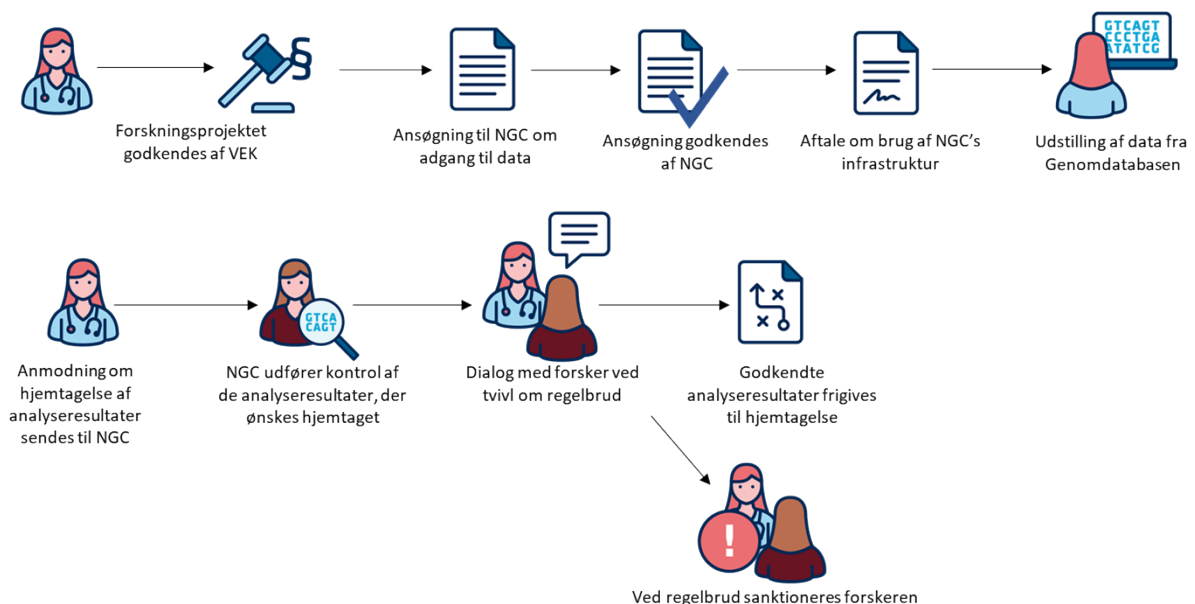 GTCAGT
CCCTGA
ATATCG
Forskningsprojektet
godkendes af VEK
Ansøgning til NGC om
adgang til data
Ansøgning godkendes
af NGC
Aftale om brug af NGC's
infrastruktur
Udstilling af data fra
Genomdatabasen
GTCA
CAGT
Anmodning om
hjemtagelse af
analyseresultater
sendes til NGC
NGC udfører kontrol af
de analyseresultater, der
ønskes hjemtaget
Dialog med forsker ved
tvivl om regelbrud
Godkendte
analyseresultater frigives
til hjemtagelse
!
Ved regelbrud sanktioneres forskeren